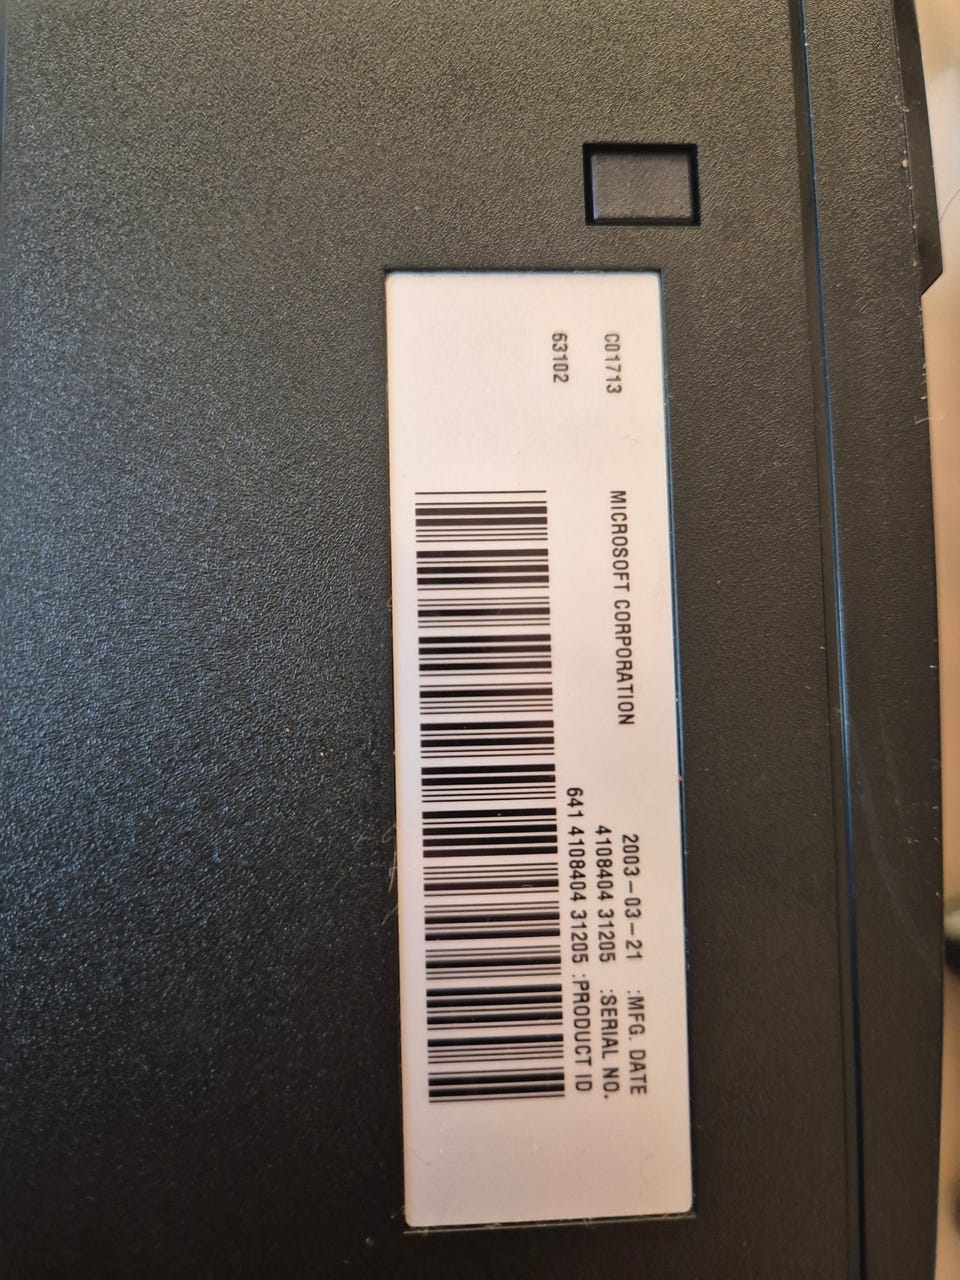 C01713
63102
MICROSOFT CORPORATION
2003-03-21 :MFG. DATE
4108404 31205 :SERIAL NO.
641 4108404 31205 :PRODUCT ID